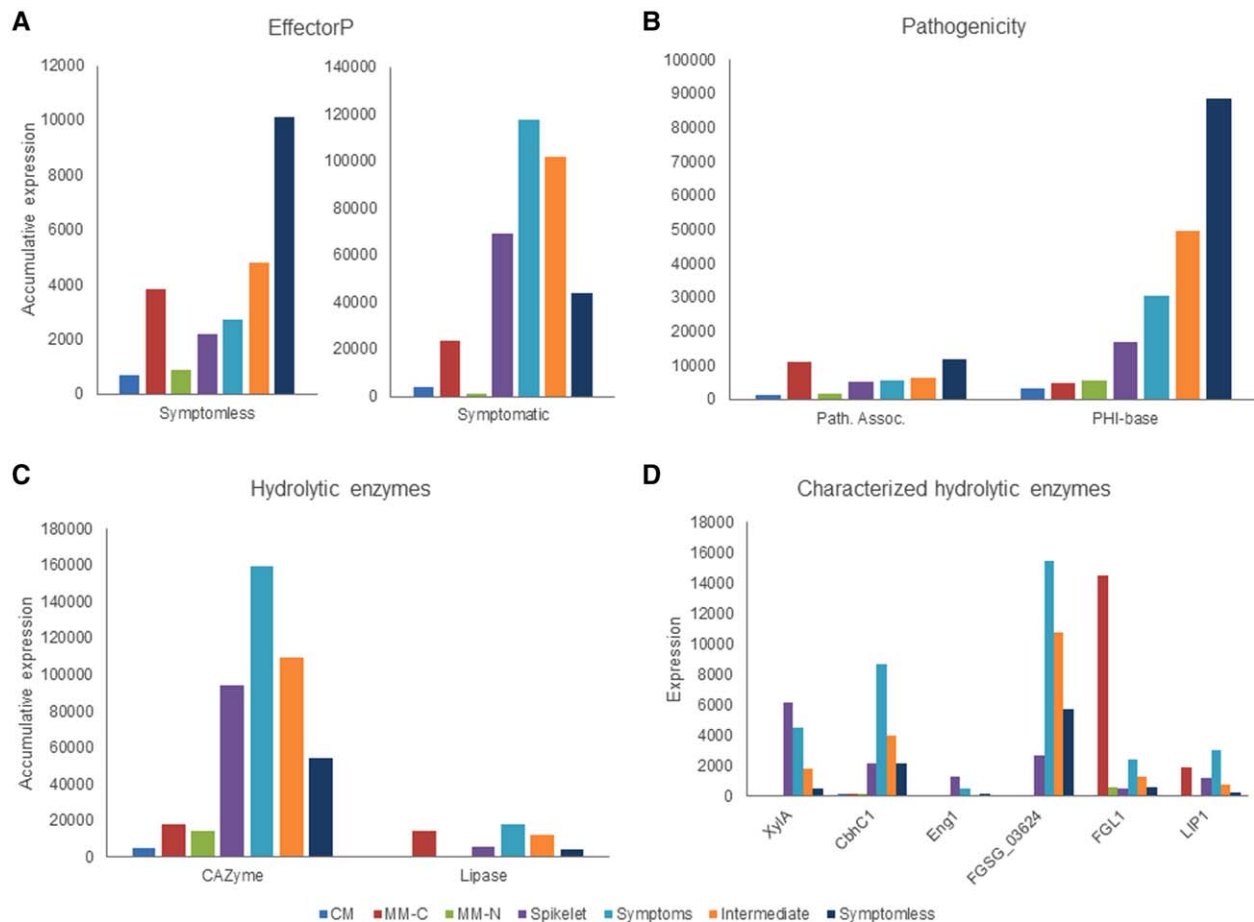 A
EffectorP
B
Pathogenicity
Accumulative expression
12000
10000
8000
6000
4000
2000
0
Symptomless
140000
120000
100000
80000
60000
40000
20000
0
Symptomatic
100000
90000
80000
70000
60000
50000
40000
30000
20000
10000
0
Path. Assoc.
PHI-base
C
Hydrolytic enzymes
D
Characterized hydrolytic enzymes
Accumulative expression
180000
160000
140000
120000
100000
80000
60000
40000
20000
0
CAZyme
Lipase
Expression
18000
16000
14000
12000
10000
8000
6000
4000
2000
0
XylA
CbhC1
Eng1
FGSG_03624
FGL1
LIP1
CM MM-C MM-N Spikelet Symptoms Intermediate Symptomless